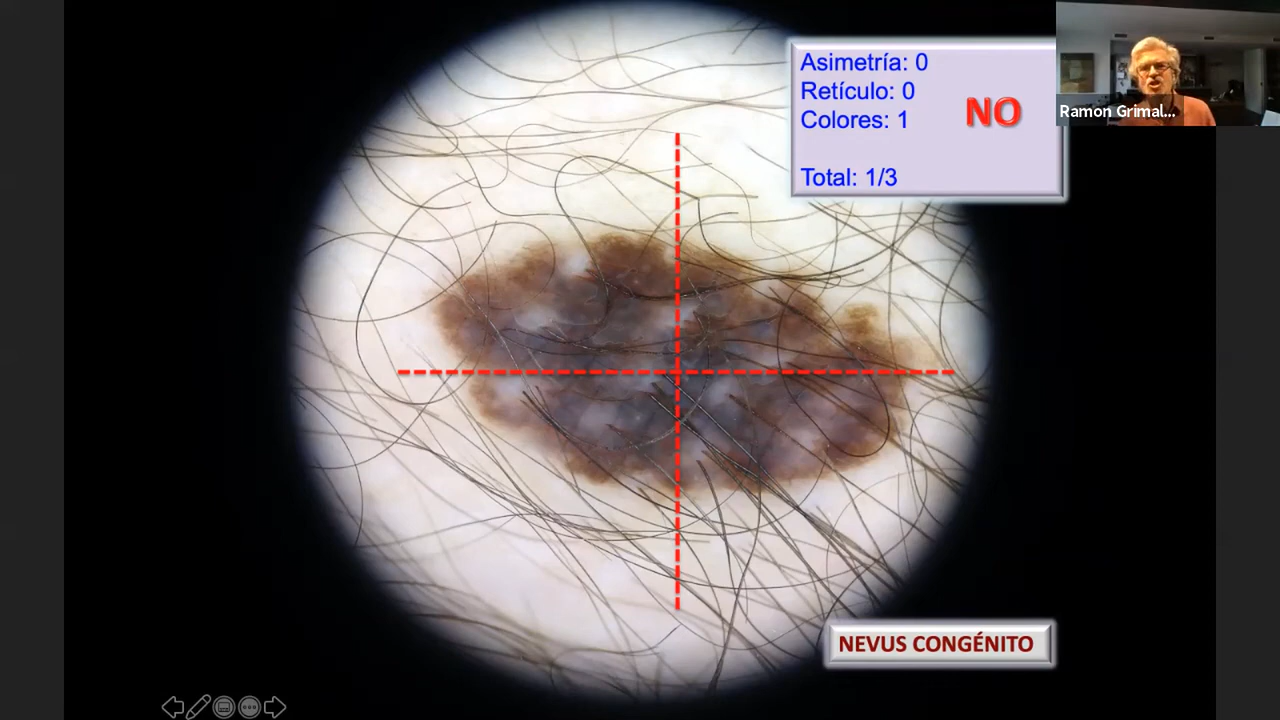 Asimetría: 0
Retículo: 0
Colores: 1
NO
Total: 1/3
Ramon Grimal...
NEVUS CONGÉNITO